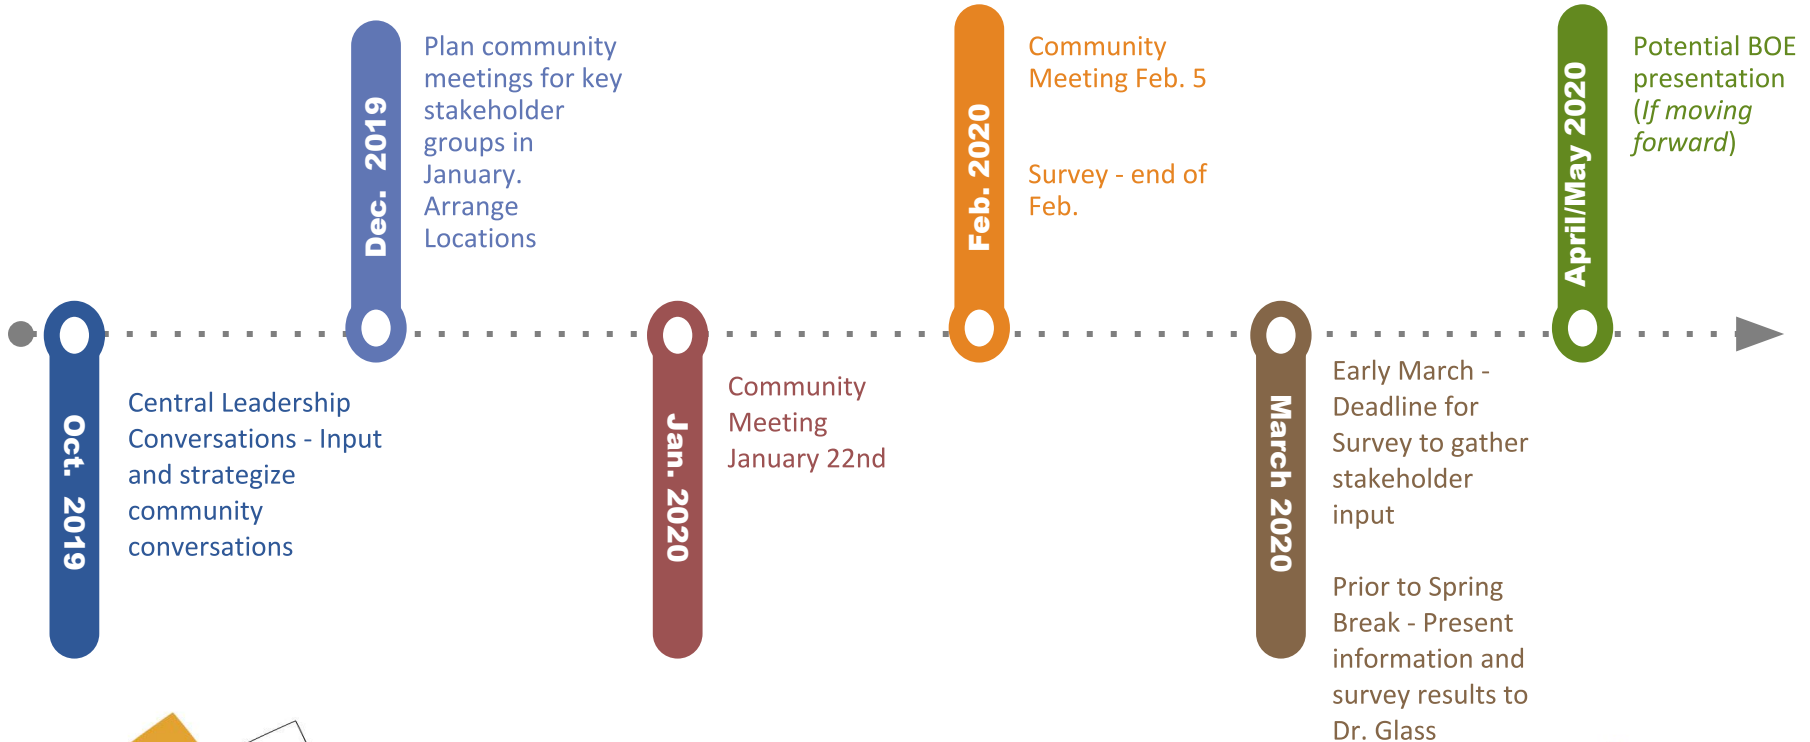 Oct. 2019
Central Leadership
Conversations - Input
and strategize
community
conversations
Dec. 2019
Plan community
meetings for key
stakeholder
groups in
January.
Arrange
Locations
Jan. 2020
Community
Meeting
January 22nd
Feb. 2020
Community
Meeting Feb. 5
Survey - end of
Feb.
March 2020
Early March -
Deadline for
Survey to gather
stakeholder
input
Prior to Spring
Break - Present
information and
survey results to
Dr. Glass
April/May 2020
Potential BOE
presentation
(If moving
forward)